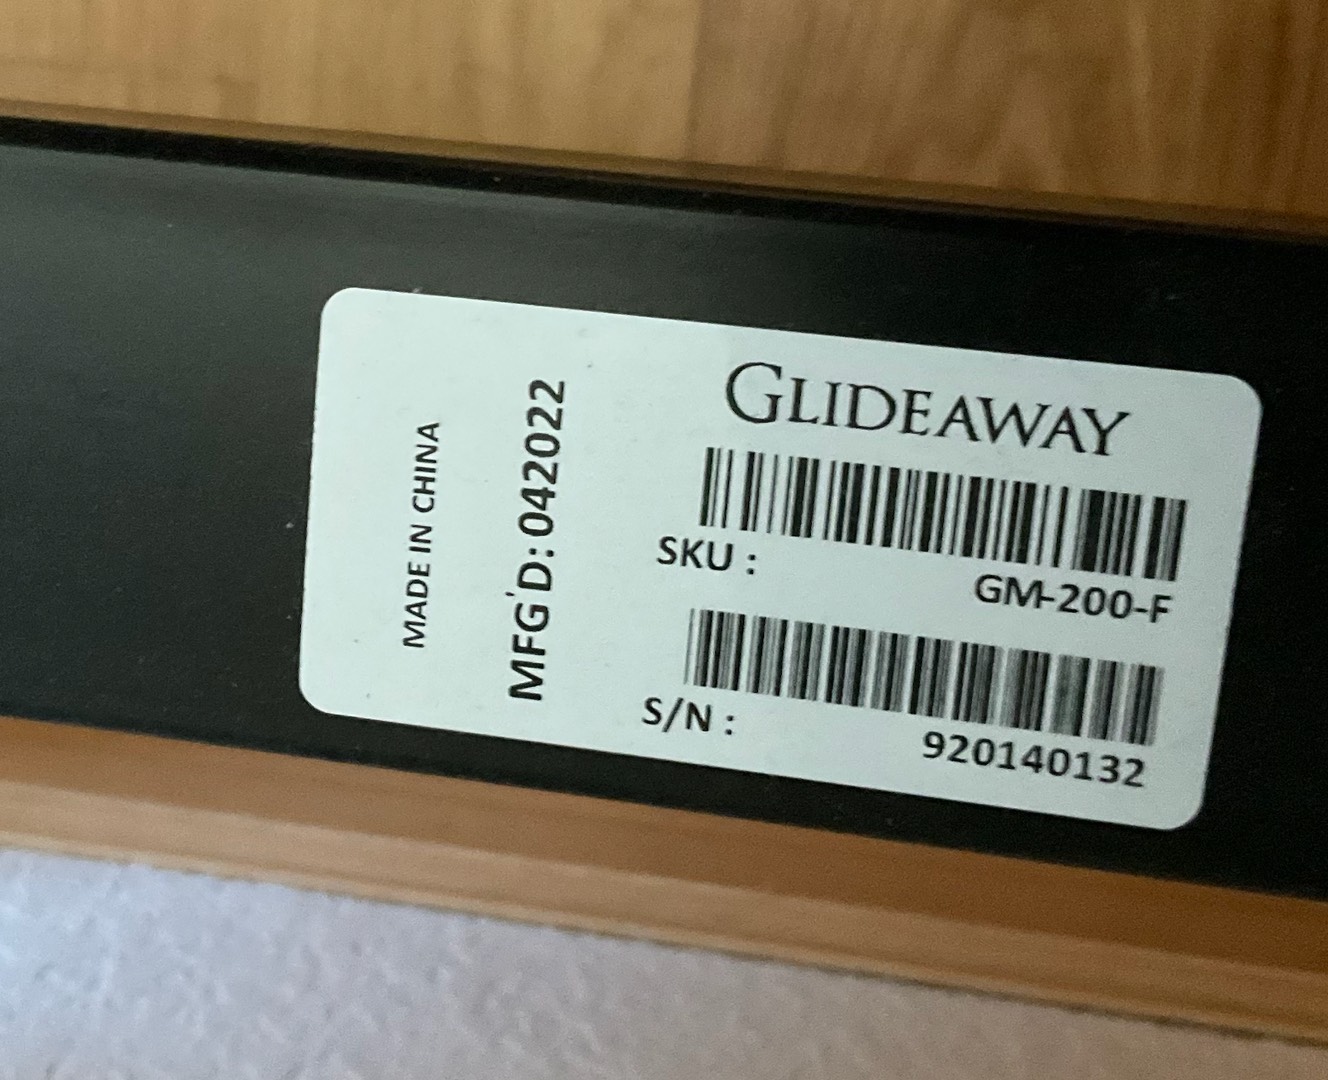 GLIDEAWAY
SKU :
GM-200-F
S/N :
920140132
MFG'D: 042022
MADE IN CHINA